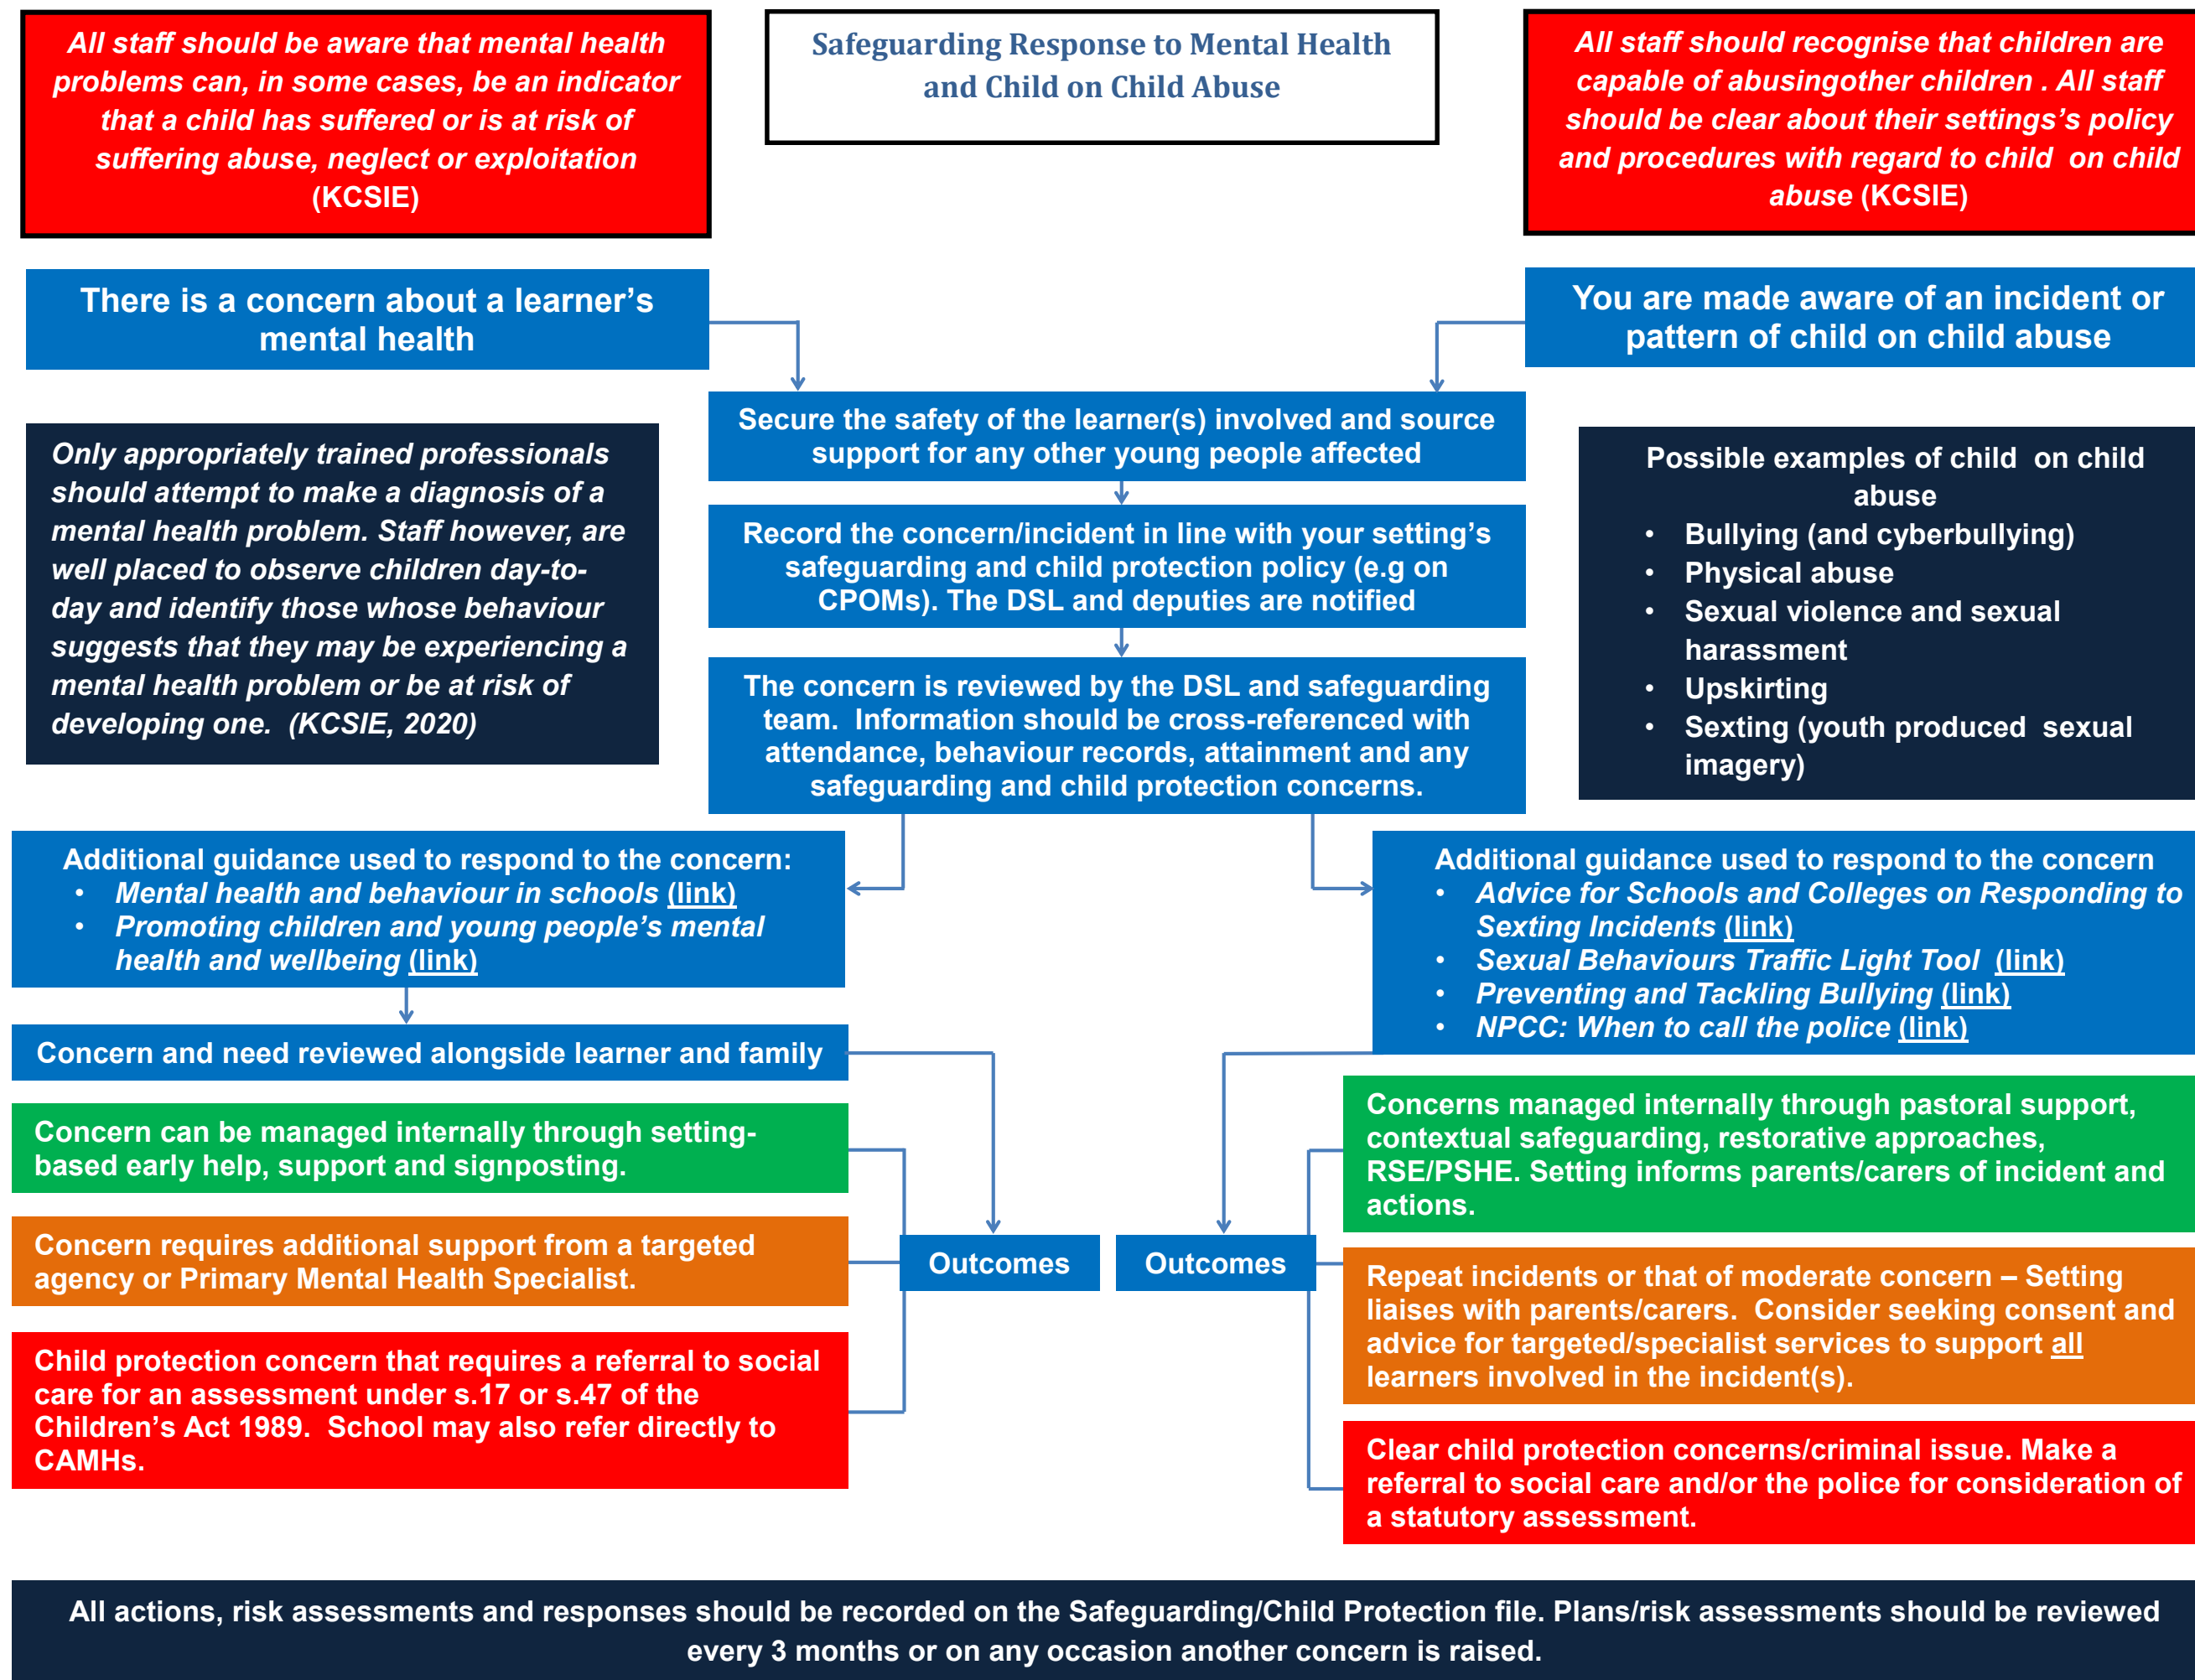 All staff should be aware that mental health
problems can, in some cases, be an indicator
that a child has suffered or is at risk of
suffering abuse, neglect or exploitation
(KCSIE)
Safeguarding Response to Mental Health
and Child on Child Abuse
All staff should recognise that children are
capable of abusingother children . All staff
should be clear about their settings's policy
and procedures with regard to child  on child
abuse (KCSIE)
There is a concern about a learner’s
mental health
You are made aware of an incident or
pattern of child on child abuse
Secure the safety of the learner(s) involved and source
support for any other young people affected
Only appropriately trained professionals
should attempt to make a diagnosis of a
mental health problem. Staff however, are
well placed to observe children day-to-
day and identify those whose behaviour
suggests that they may be experiencing a
mental health problem or be at risk of
developing one.  (KCSIE, 2020)
Record the concern/incident in line with your setting’s
safeguarding and child protection policy (e.g on
CPOMs). The DSL and deputies are notified
The concern is reviewed by the DSL and safeguarding
team.  Information should be cross-referenced with
attendance, behaviour records, attainment and any
safeguarding and child protection concerns.
Possible examples of child  on child
abuse
• Bullying (and cyberbullying)
• Physical abuse
• Sexual violence and sexual
harassment
• Upskirting
• Sexting (youth produced  sexual
imagery)
Additional guidance used to respond to the concern:
• Mental health and behaviour in schools (link)
• Promoting children and young people’s mental
health and wellbeing (link)
Additional guidance used to respond to the concern
• Advice for Schools and Colleges on Responding to
Sexting Incidents (link)
• Sexual Behaviours Traffic Light Tool  (link)
• Preventing and Tackling Bullying (link)
• NPCC: When to call the police (link)
Concern and need reviewed alongside learner and family
Concern can be managed internally through setting-
based early help, support and signposting.
Concern requires additional support from a targeted
agency or Primary Mental Health Specialist.
Child protection concern that requires a referral to social
care for an assessment under s.17 or s.47 of the
Children’s Act 1989.  School may also refer directly to
CAMHs.
Outcomes
Outcomes
Concerns managed internally through pastoral support,
contextual safeguarding, restorative approaches,
RSE/PSHE. Setting informs parents/carers of incident and
actions.
Repeat incidents or that of moderate concern – Setting
liaises with parents/carers.  Consider seeking consent and
advice for targeted/specialist services to support all
learners involved in the incident(s).
Clear child protection concerns/criminal issue. Make a
referral to social care and/or the police for consideration of
a statutory assessment.
All actions, risk assessments and responses should be recorded on the Safeguarding/Child Protection file. Plans/risk assessments should be reviewed
every 3 months or on any occasion another concern is raised.